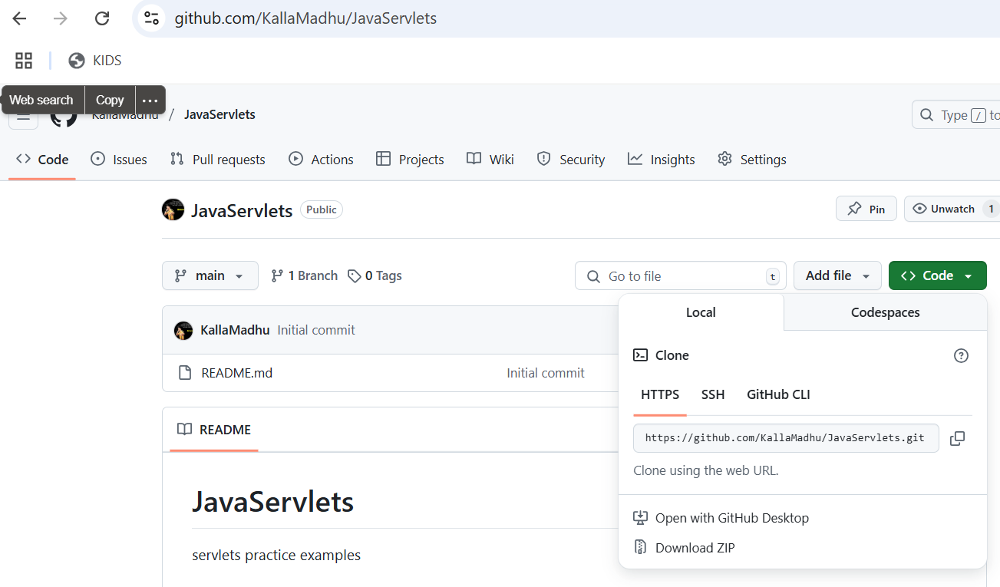 github.com/KallaMadhu/JavaServlets
KIDS
Web search Copy ...
KallaMadhu / JavaServlets
Type / to
Code Issues Pull requests Actions Projects Wiki Security Insights Settings
JavaServlets Public
Pin Unwatch 1
main 1 Branch 0 Tags Go to file t Add file Code
Local Codespaces
KallaMadhu Initial commit
Clone
README.md Initial commit
HTTPS SSH GitHub CLI
README
https://github.com/KallaMadhu/JavaServlets.git
Clone using the web URL.
JavaServlets
Open with GitHub Desktop
servlets practice examples
Download ZIP